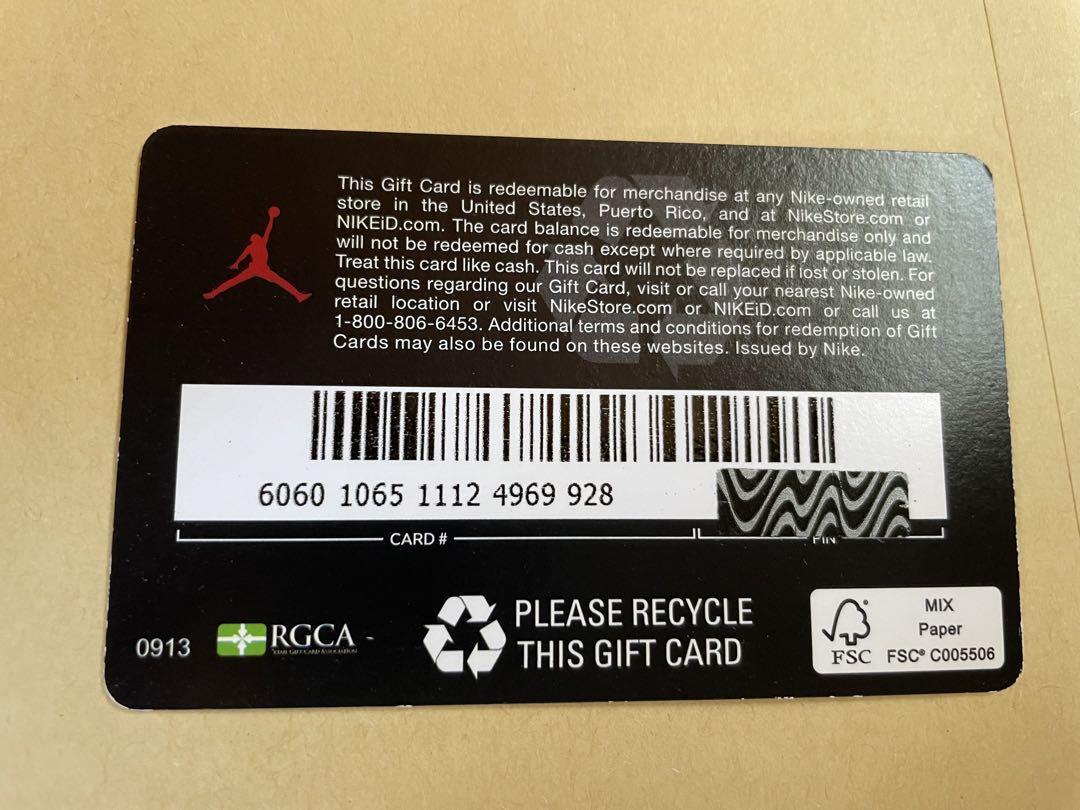 This Gift Card is redeemable for merchandise at any Nike-owned retail
store in the United States, Puerto Rico, and at NikeStore.com or
NIKEiD.com. The card balance is redeemable for merchandise only and
will not be redeemed for cash except where required by applicable law.
Treat this card like cash. This card will not be replaced if lost or stolen. For
questions regarding our Gift Card, visit or call your nearest Nike-owned
retail location or visit NikeStore.com or NIKEiD.com or call us at
1-800-806-6453. Additional terms and conditions for redemption of Gift
Cards may also be found on these websites. Issued by Nike.
6060 1065 1112 4969 928
CARD #
PIN
0913
RGCA
GIFT CARD ASSOCIATION
PLEASE RECYCLE
THIS GIFT CARD
FSC
MIX
Paper
FSC® C005506